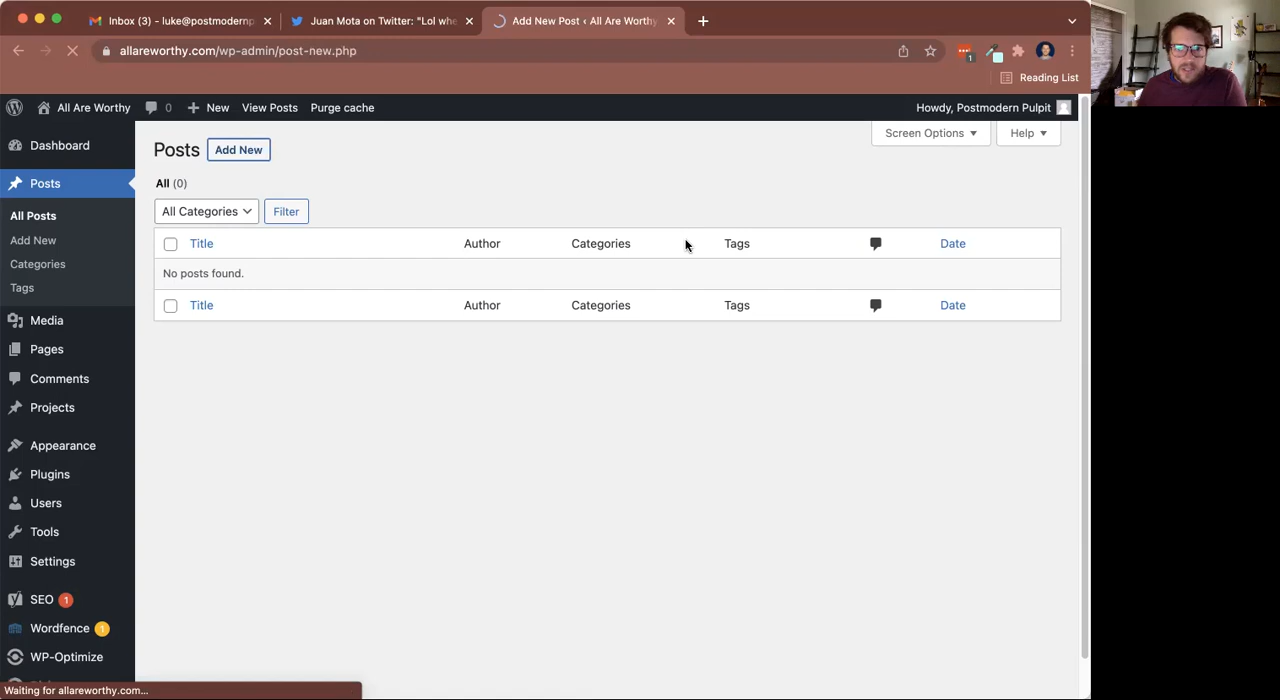 Inbox (3) - luke@postmodernp
Juan Mota on Twitter: "Lol whe
Add New Post ‹ All Are Worthy
allareworthy.com/wp-admin/post-new.php
1
Reading List
All Are Worthy
0
New
View Posts
Purge cache
Howdy, Postmodern Pulpit
Dashboard
Posts
All Posts
Add New
Categories
Tags
Media
Pages
Comments
Projects
Appearance
Plugins
Users
Tools
Settings
SEO 1
Wordfence 1
WP-Optimize
Posts
Add New
Screen Options
Help
All (0)
All Categories
Filter
Title Author Categories Tags Date
No posts found.
Title Author Categories Tags Date
Waiting for allareworthy.com...